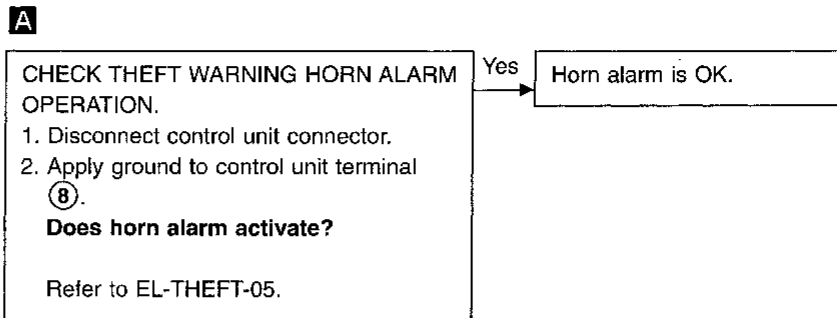 A
CHECK THEFT WARNING HORN ALARM
OPERATION.
1. Disconnect control unit connector.
2. Apply ground to control unit terminal
⑧.
Does horn alarm activate?
Refer to EL-THEFT-05.
Yes
Horn alarm is OK.